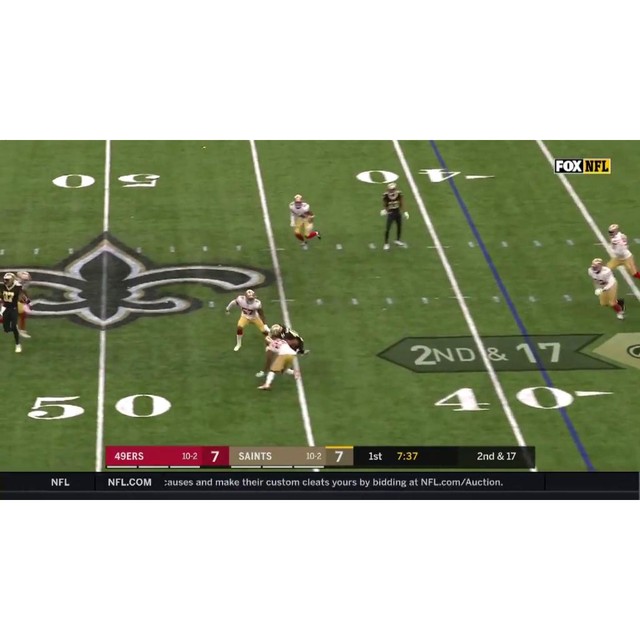 FOX NFL
50
40
2ND & 17
50
40
49ERS 10-2 7 SAINTS 10-2 7 1st 7:37 2nd & 17
NFL NFL.COM :auses and make their custom cleats yours by bidding at NFL.com/Auction.